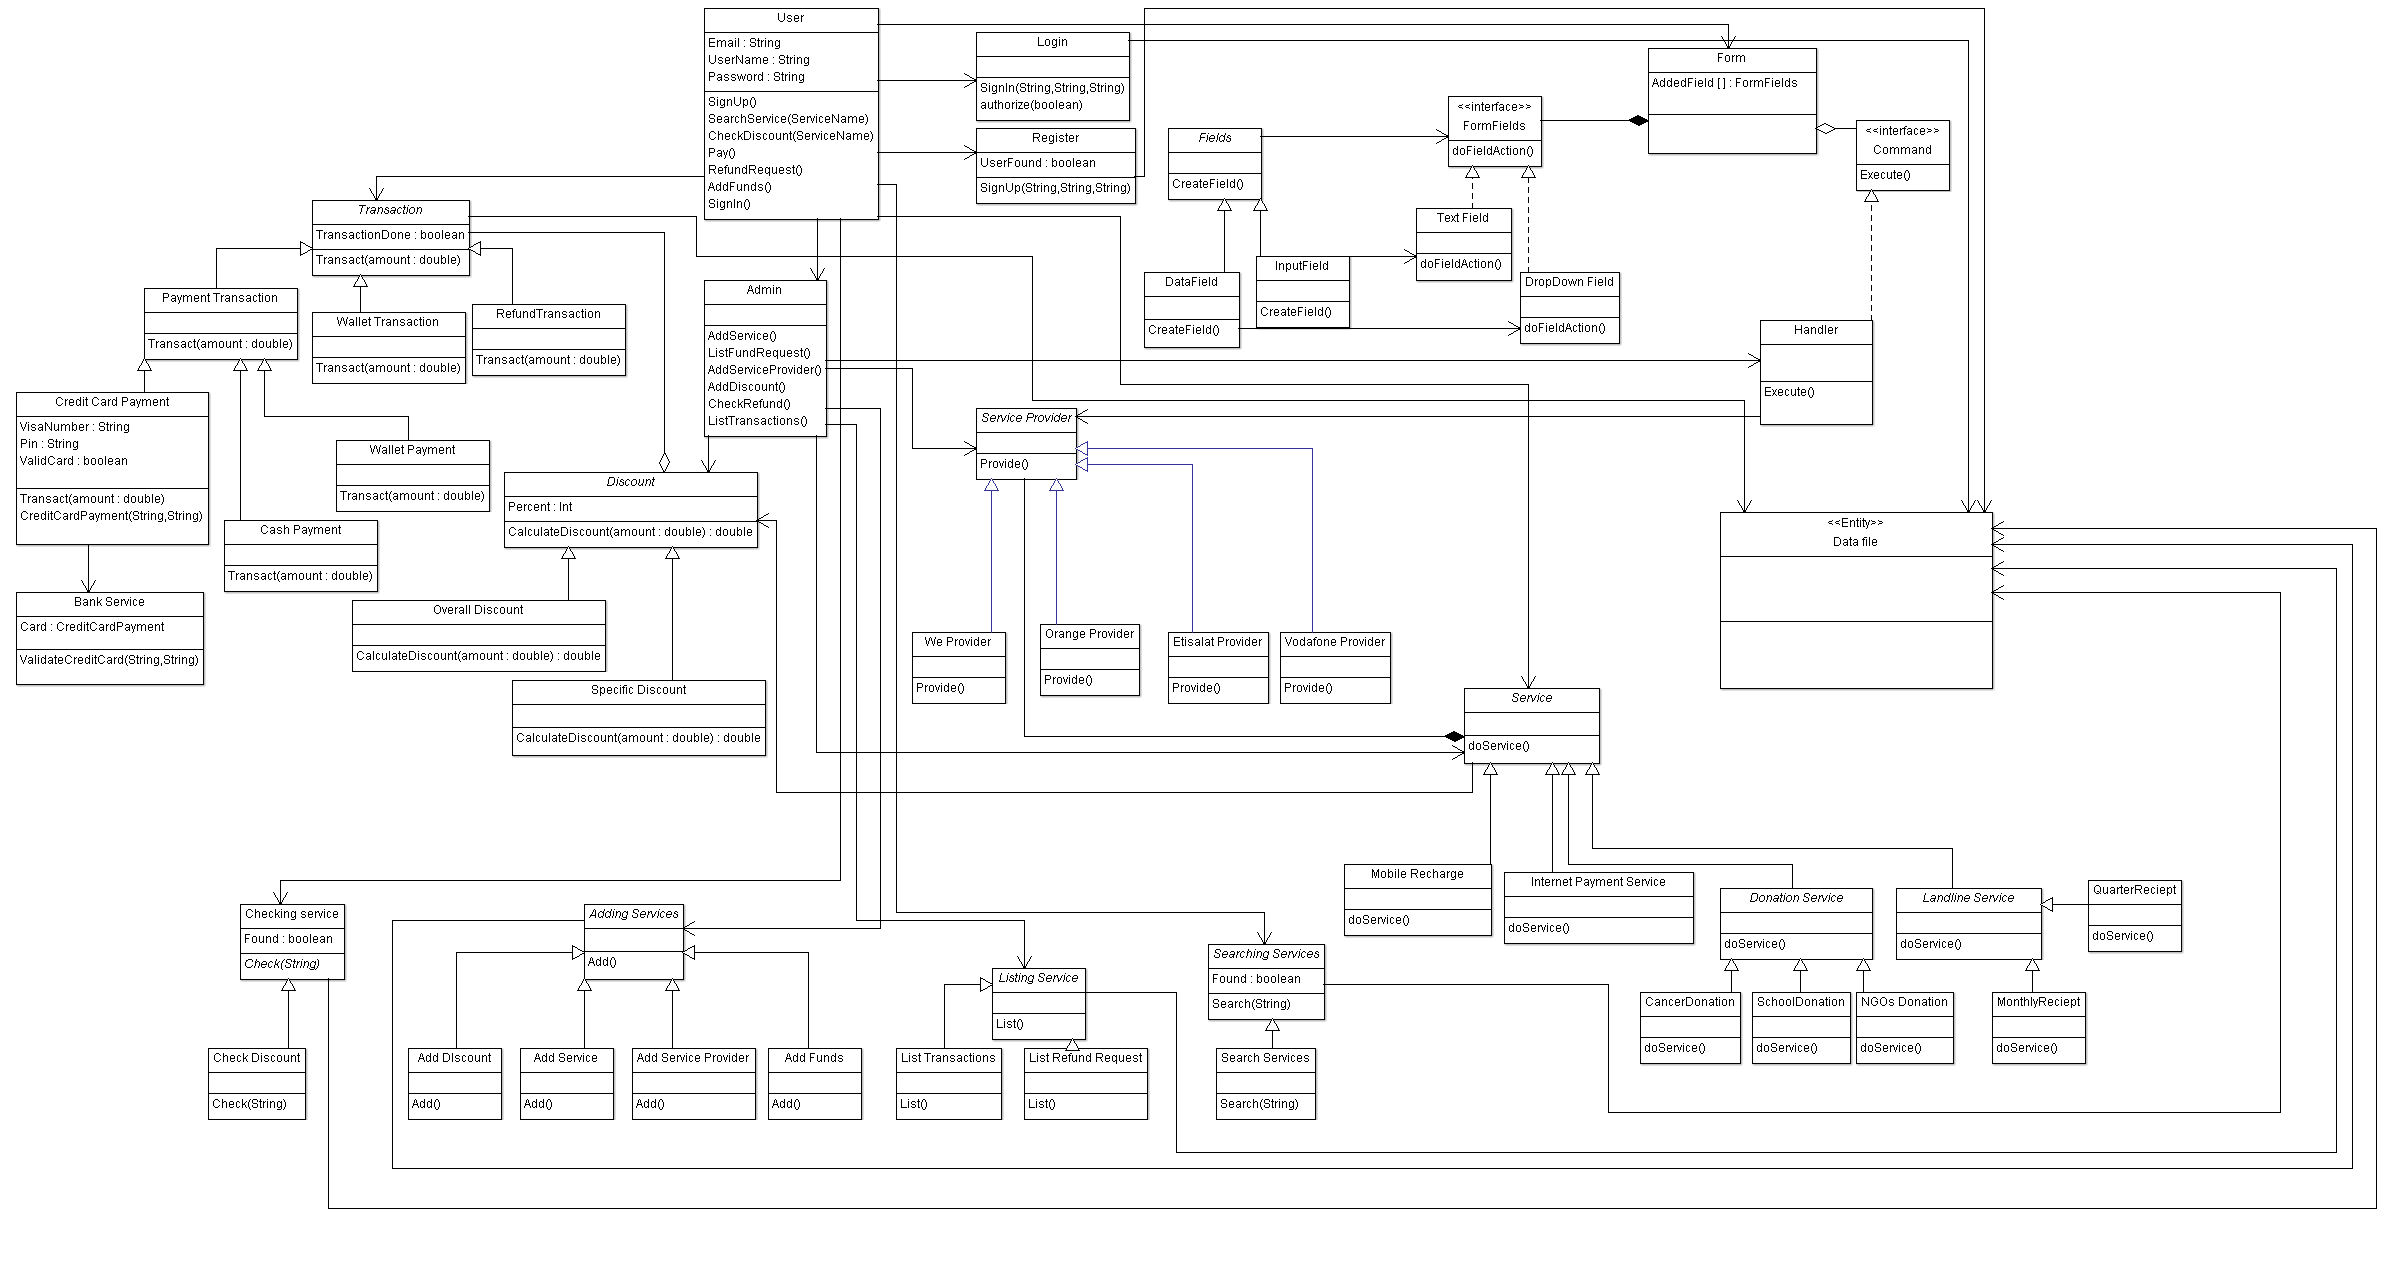 User
Email : String
UserName : String
Password : String
SignUp()
SearchService(ServiceName)
CheckDiscount(ServiceName)
Pay()
RefundRequest()
AddFunds()
SignIn()
Login
SignIn(String,String,String)
authorize(boolean)
Register
UserFound : boolean
SignUp(String,String,String)
Form
AddedField [ ] : FormFields
<<interface>>
FormFields
doFieldAction()
<<interface>>
Command
Execute()
Fields
CreateField()
Text Field
doFieldAction()
DataField
CreateField()
InputField
CreateField()
DropDown Field
doFieldAction()
Handler
Execute()
Transaction
TransactionDone : boolean
Transact(amount : double)
Payment Transaction
Transact(amount : double)
Wallet Transaction
Transact(amount : double)
RefundTransaction
Transact(amount : double)
Admin
AddService()
ListFundRequest()
AddServiceProvider()
AddDiscount()
CheckRefund()
ListTransactions()
Credit Card Payment
VisaNumber : String
Pin : String
ValidCard : boolean
Transact(amount : double)
CreditCardPayment(String,String)
Wallet Payment
Transact(amount : double)
Cash Payment
Transact(amount : double)
Bank Service
Card : CreditCardPayment
ValidateCreditCard(String,String)
Discount
Percent : Int
CalculateDiscount(amount : double) : double
Overall Discount
CalculateDiscount(amount : double) : double
Specific Discount
CalculateDiscount(amount : double) : double
Service Provider
Provide()
We Provider
Provide()
Orange Provider
Provide()
Etisalat Provider
Provide()
Vodafone Provider
Provide()
<<Entity>>
Data file
Service
doService()
Mobile Recharge
doService()
Internet Payment Service
doService()
Donation Service
doService()
Landline Service
doService()
QuarterReciept
doService()
CancerDonation
doService()
SchoolDonation
doService()
NGOs Donation
doService()
MonthlyReciept
doService()
Checking service
Found : boolean
Check(String)
Check Discount
Check(String)
Adding Services
Add()
Add DIscount
Add()
Add Service
Add()
Add Service Provider
Add()
Add Funds
Add()
Listing Service
List()
List Transactions
List()
List Refund Request
List()
Searching Services
Found : boolean
Search(String)
Search Services
Search(String)